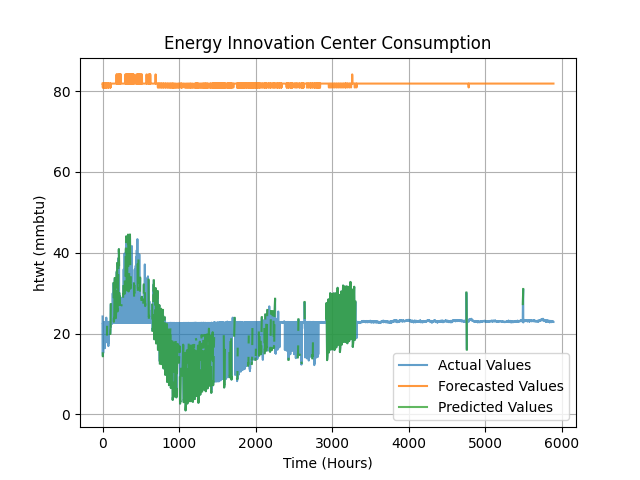 Energy Innovation Center Consumption
htwt (mmbtu)
80
60
40
20
0
0 1000 2000 3000 4000 5000 6000
Time (Hours)
Actual Values
Forecasted Values
Predicted Values